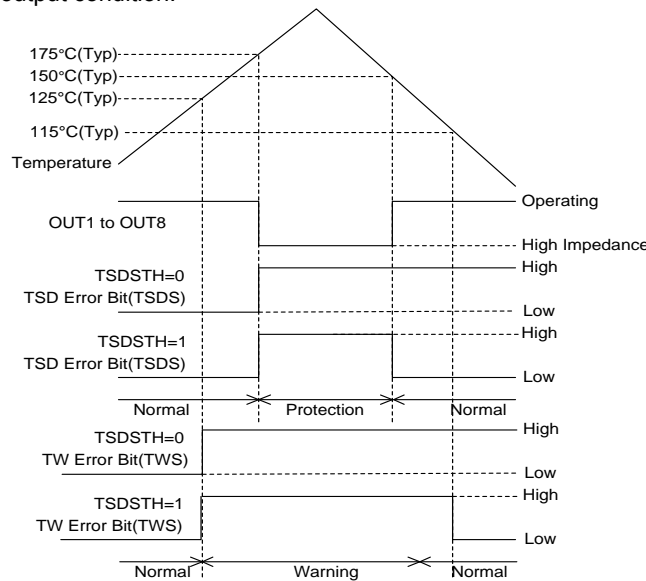 output condition.
175°C(Typ)
150°C(Typ)
125°C(Typ)
115°C(Typ)
Temperature
Operating
OUT1 to OUT8
High Impedance
High
TSDSTH=0
TSD Error Bit(TSDS)
Low
High
TSDSTH=1
TSD Error Bit(TSDS)
Low
Normal Protection Normal
High
TSDSTH=0
TW Error Bit(TWS)
Low
High
TSDSTH=1
TW Error Bit(TWS)
Low
Normal Warning Normal